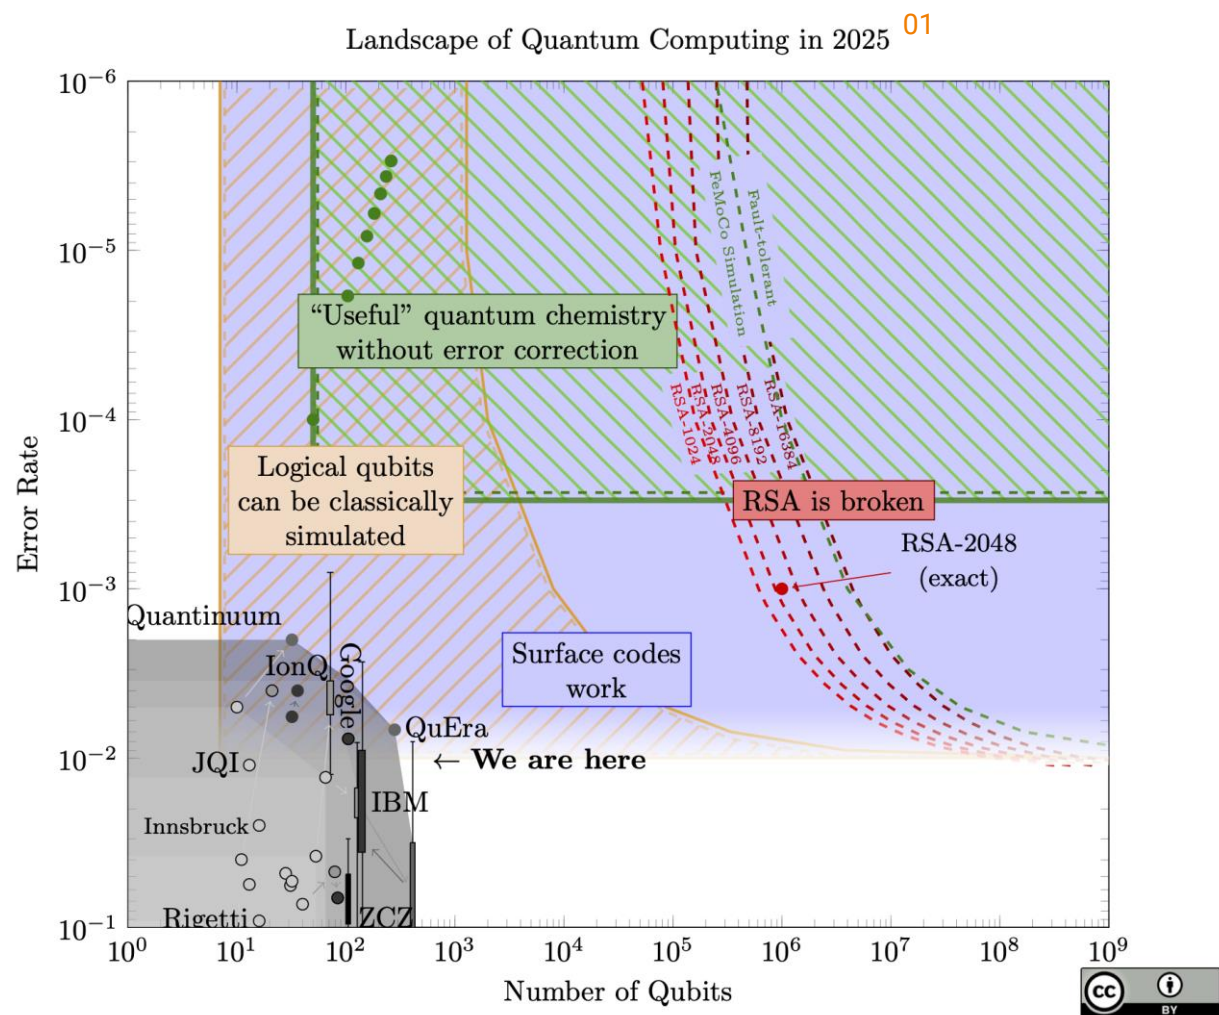 Landscape of Quantum Computing in 2025
01
10^-6
10^-5
10^-4
10^-3
10^-2
10^-1
Error Rate
FeMoCo Simulation
Fault-tolerant
"Useful" quantum chemistry
without error correction
RSA-1024
RSA-2048
RSA-4096
RSA-8192
RSA-16384
Logical qubits
can be classically
simulated
RSA is broken
RSA-2048
(exact)
Quantinuum
Surface codes
work
IonQ
Google
QuEra
← We are here
JQI
IBM
Innsbruck
Rigetti
ZCZ
10^0 10^1 10^2 10^3 10^4 10^5 10^6 10^7 10^8 10^9
Number of Qubits
cc
BY